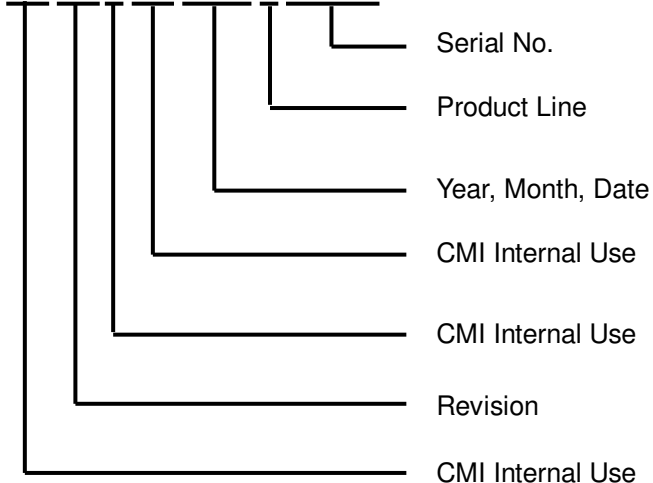 Serial No.
Product Line
Year, Month, Date
CMI Internal Use
CMI Internal Use
Revision
CMI Internal Use